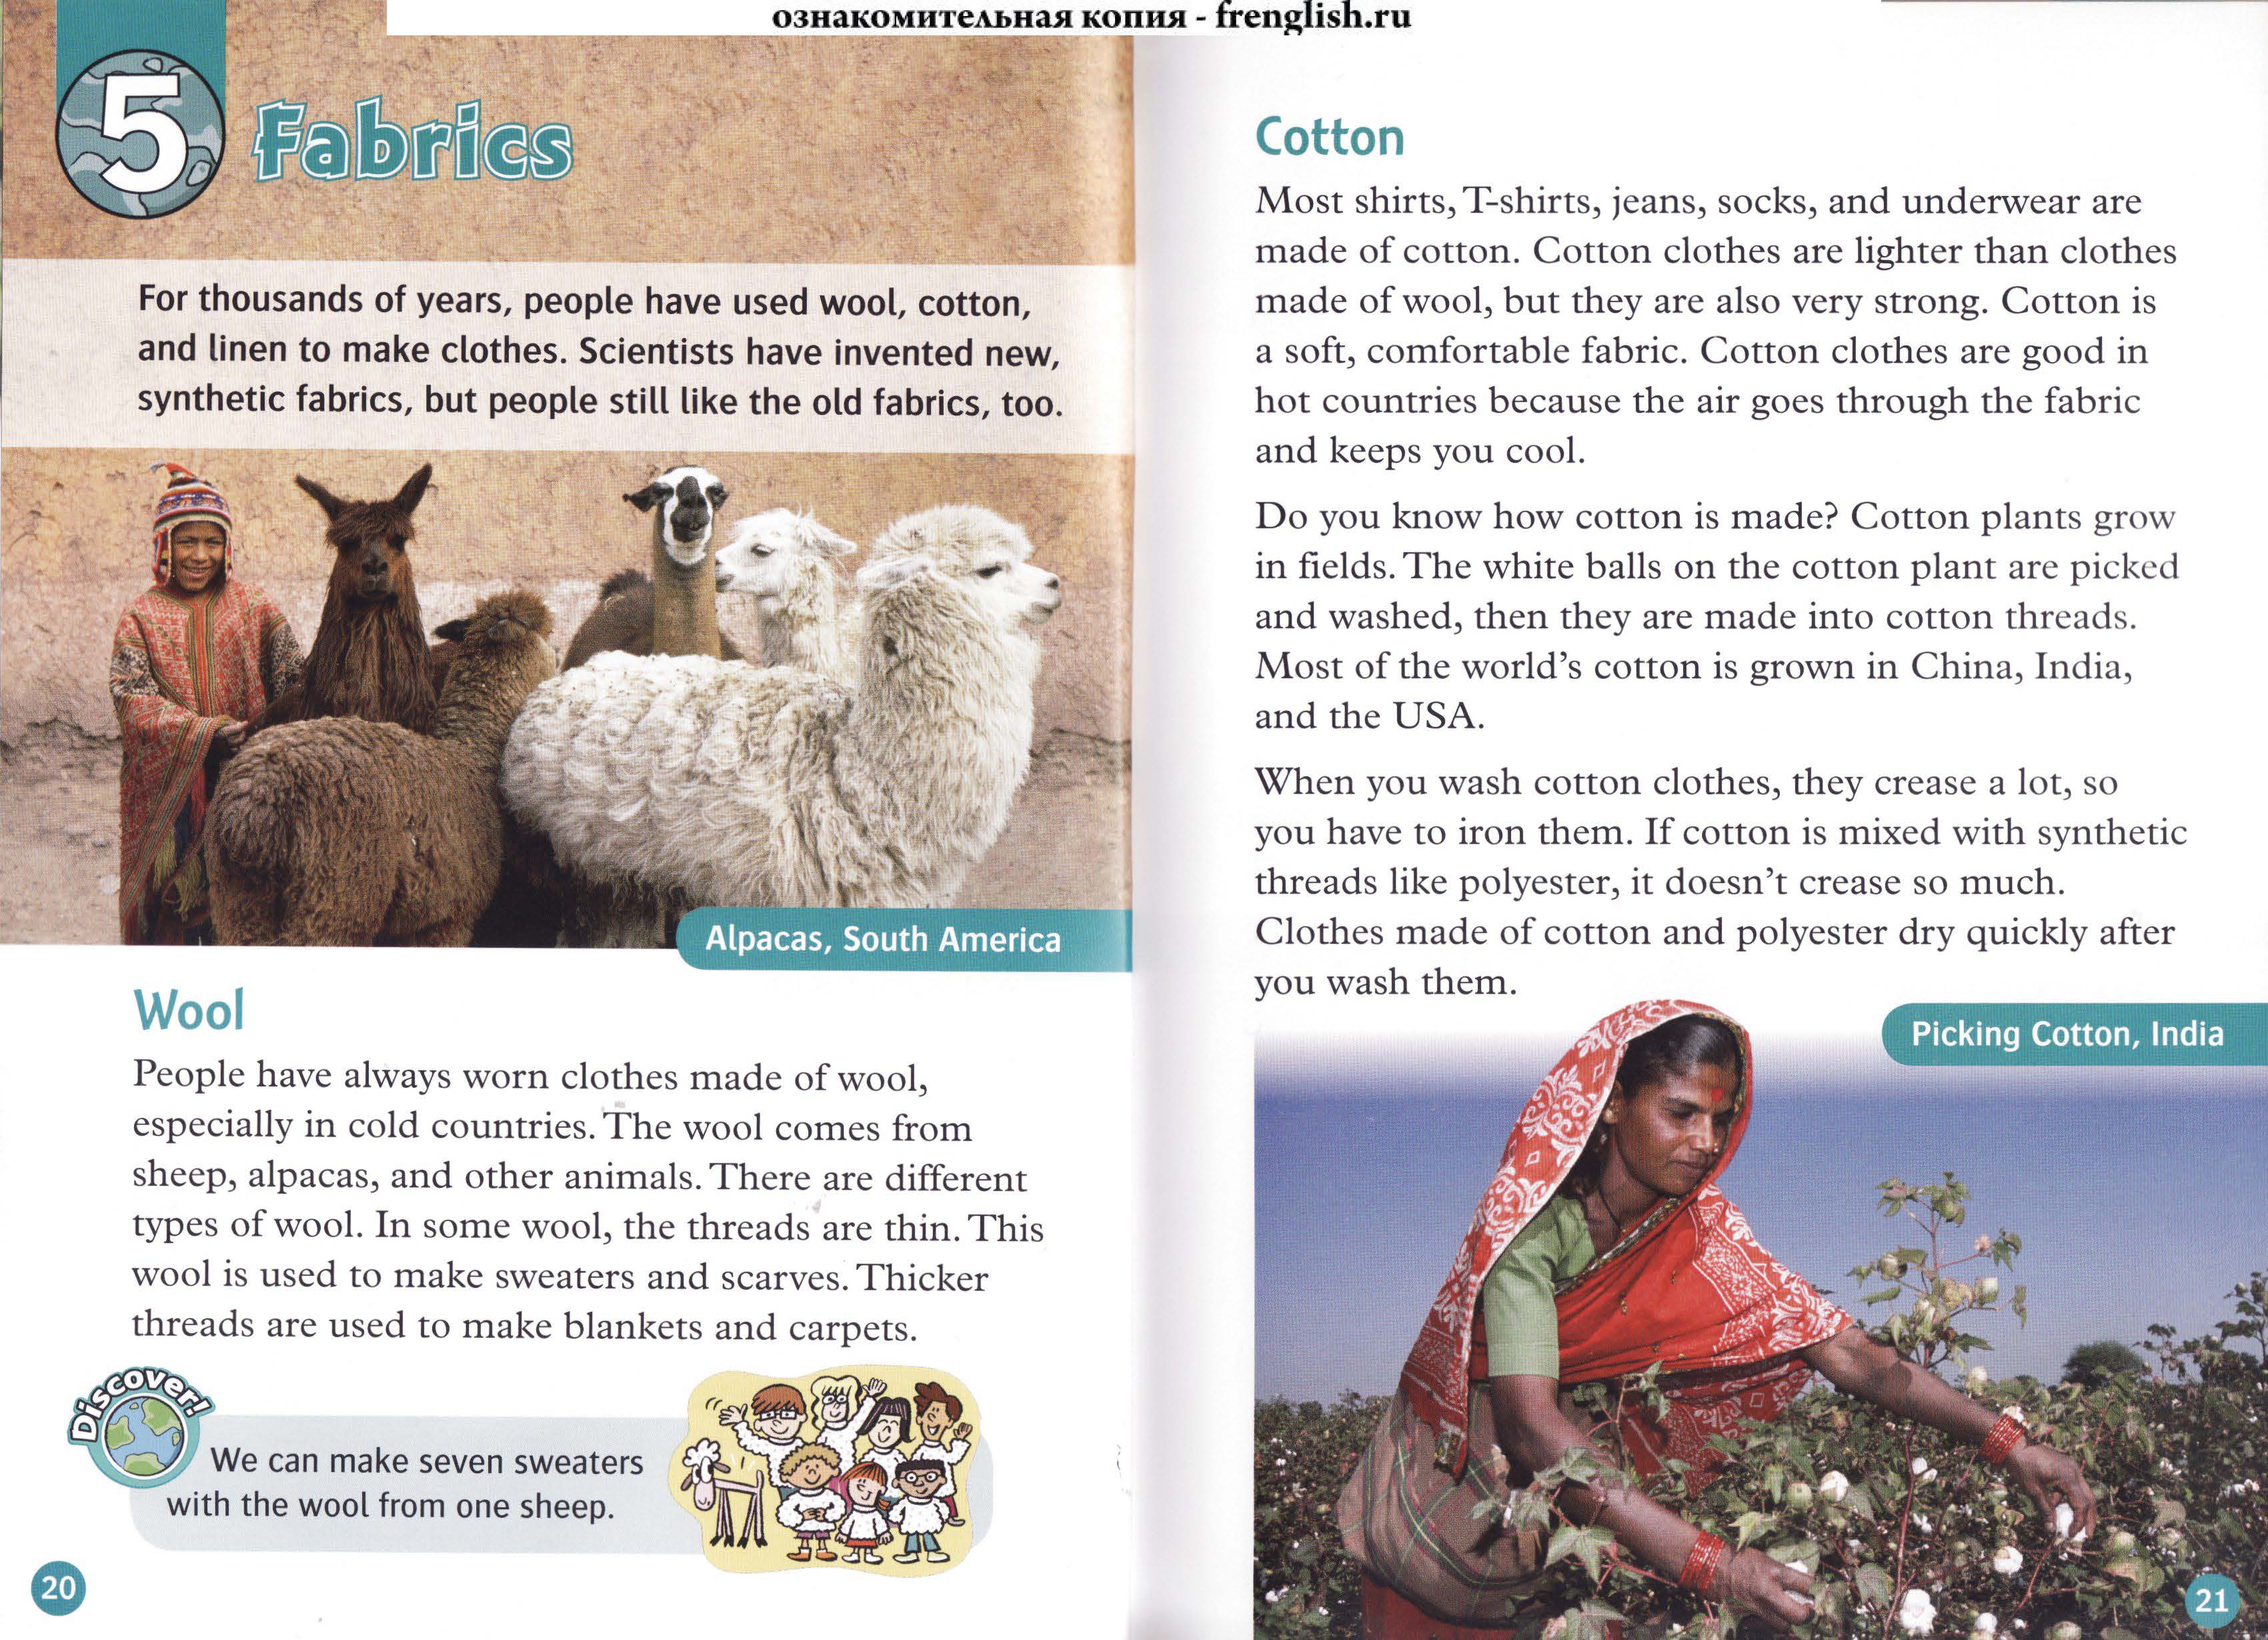 ознакомительная копия - frenglish.ru
5
Fabrics
For thousands of years, people have used wool, cotton,
and linen to make clothes. Scientists have invented new,
synthetic fabrics, but people still like the old fabrics, too.
Alpacas, South America
Wool
People have always worn clothes made of wool,
especially in cold countries. The wool comes from
sheep, alpacas, and other animals. There are different
types of wool. In some wool, the threads are thin. This
wool is used to make sweaters and scarves. Thicker
threads are used to make blankets and carpets.
Discover!
We can make seven sweaters
with the wool from one sheep.
20
Cotton
Most shirts, T-shirts, jeans, socks, and underwear are
made of cotton. Cotton clothes are lighter than clothes
made of wool, but they are also very strong. Cotton is
a soft, comfortable fabric. Cotton clothes are good in
hot countries because the air goes through the fabric
and keeps you cool.
Do you know how cotton is made? Cotton plants grow
in fields. The white balls on the cotton plant are picked
and washed, then they are made into cotton threads.
Most of the world's cotton is grown in China, India,
and the USA.
When you wash cotton clothes, they crease a lot, so
you have to iron them. If cotton is mixed with synthetic
threads like polyester, it doesn't crease so much.
Clothes made of cotton and polyester dry quickly after
you wash them.
Picking Cotton, India
21